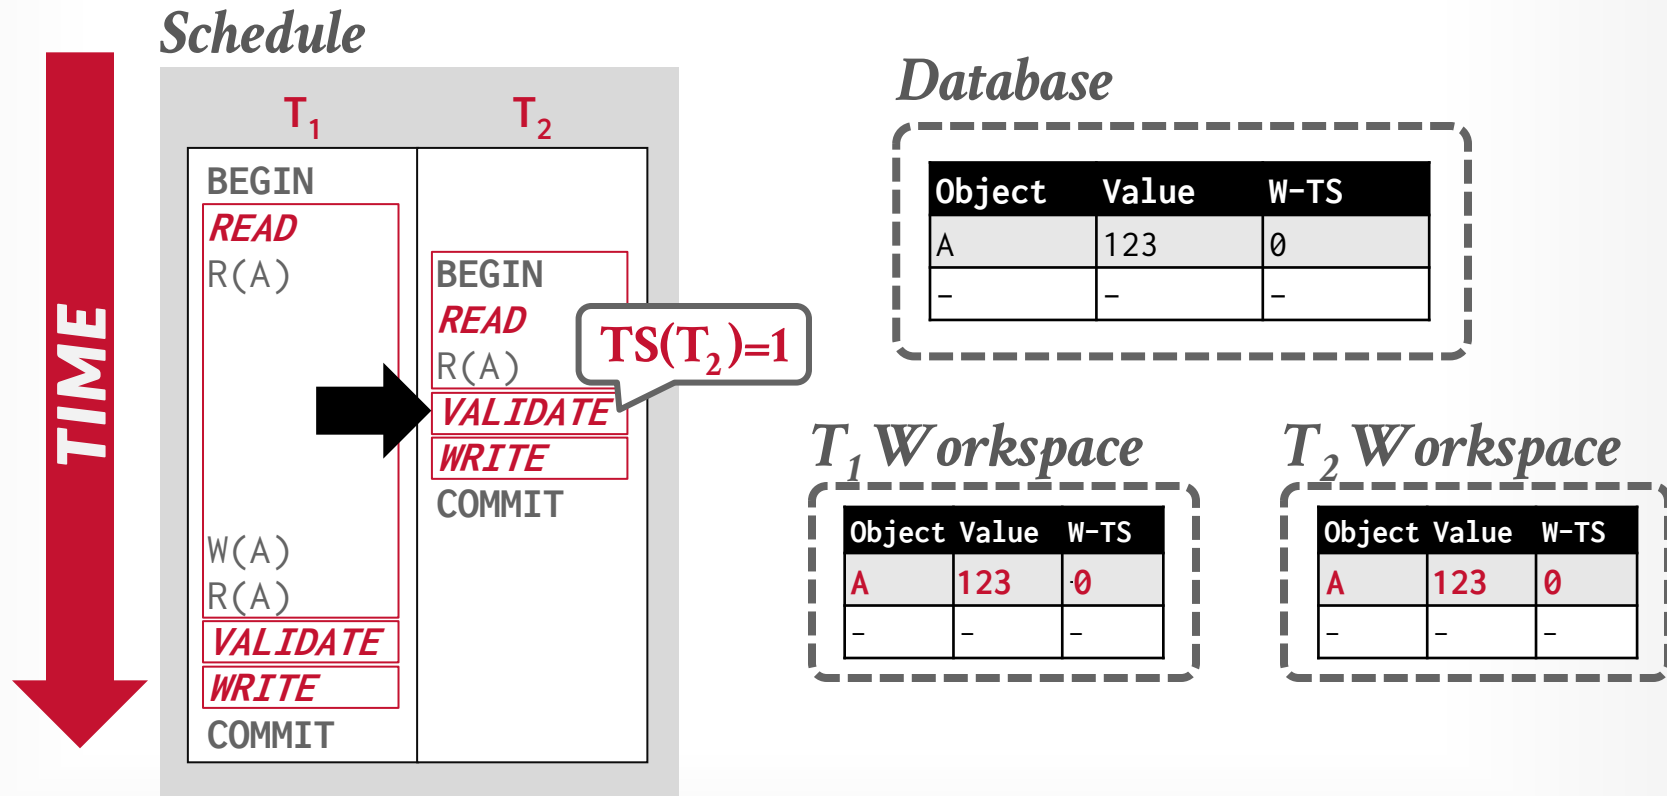 Schedule
TIME
T1 T2
BEGIN
READ
R(A)
W(A)
R(A)
VALIDATE
WRITE
COMMIT
BEGIN
READ
R(A)
VALIDATE
WRITE
COMMIT
TS(T2)=1
Database
Object Value W-TS
A 123 0
- - -
T1 Workspace
Object Value W-TS
A 123 0
- - -
T2 Workspace
Object Value W-TS
A 123 0
- - -